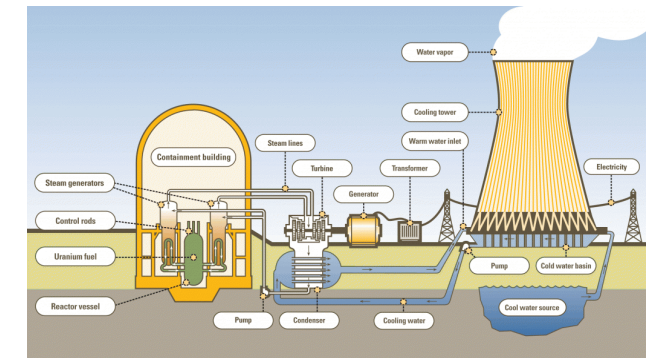 Water vapor
Cooling tower
Warm water inlet
Steam lines
Containment building
Turbine
Transformer
Electricity
Steam generators
Generator
Control rods
Uranium fuel
Pump
Cold water basin
Reactor vessel
Cool water source
Pump
Condenser
Cooling water